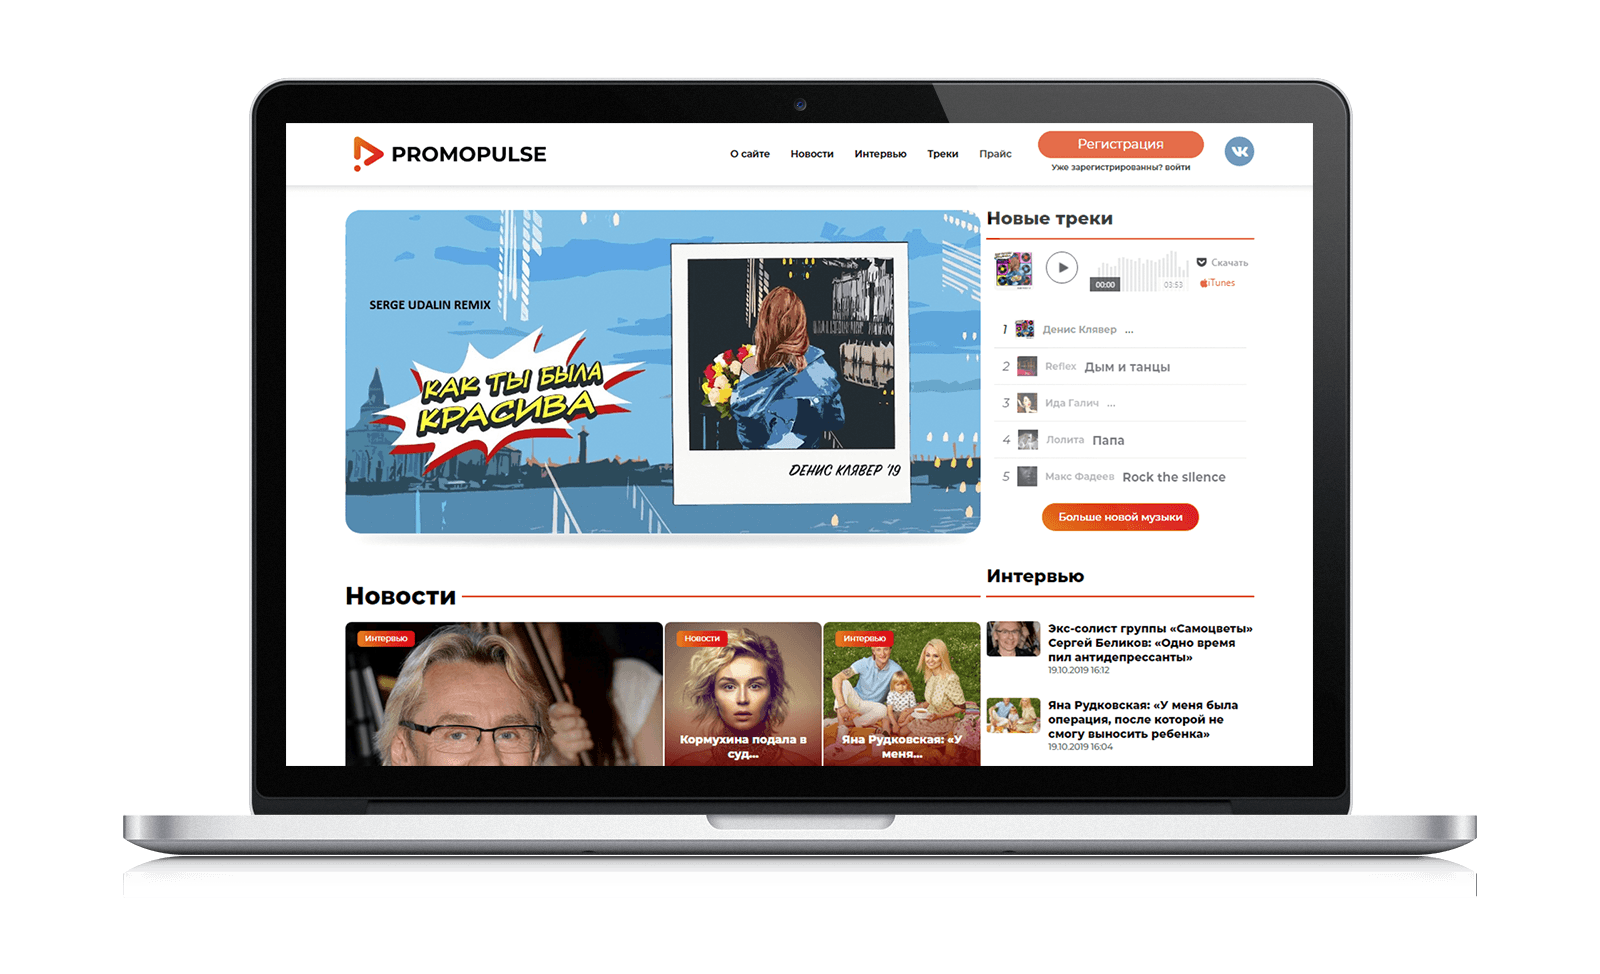 PROMOPULSE
О сайте
Новости
Интервью
Треки
Прайс
Регистрация
Уже зарегистрированны? войти
SERGE UDALIN REMIX
КАК ТЫ БЫЛА
КРАСИВА
ДЕНИС КЛЯВЕР '19
Новые треки
00:00
03:53
Скачать
iTunes
1 Денис Клявер ...
2 Reflex Дым и танцы
3 Ида Галич ...
4 Лолита Папа
5 Макс Фадеев Rock the silence
Больше новой музыки
Новости
Интервью
Новости
Кормухина подала в
суд...
Интервью
Яна Рудковская: «У
меня...
Интервью
Экс-солист группы «Самоцветы»
Сергей Беликов: «Одно время
пил антидепрессанты»
19.10.2019 16:12
Яна Рудковская: «У меня была
операция, после которой не
смогу выносить ребенка»
19.10.2019 16:04